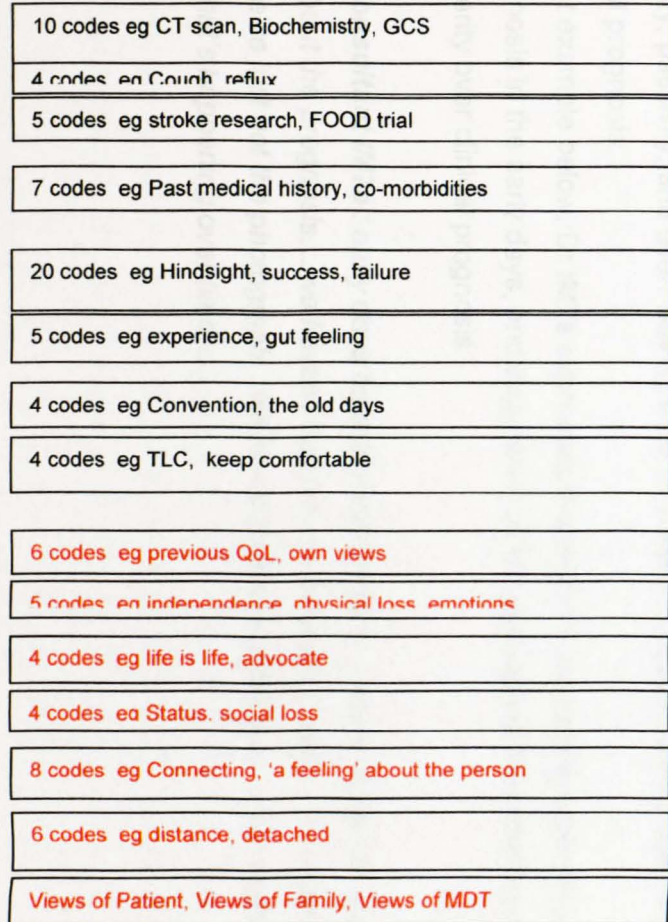 10 codes eg CT scan, Biochemistry, GCS
4 codes eg Cough, reflux
5 codes eg stroke research, FOOD trial
7 codes eg Past medical history, co-morbidities
20 codes eg Hindsight, success, failure
5 codes eg experience, gut feeling
4 codes eg Convention, the old days
4 codes eg TLC, keep comfortable
6 codes eg previous QoL, own views
5 codes eg independence, physical loss, emotions
4 codes eg life is life, advocate
4 codes eg Status. social loss
8 codes eg Connecting, 'a feeling' about the person
6 codes eg distance, detached
Views of Patient, Views of Family, Views of MDT